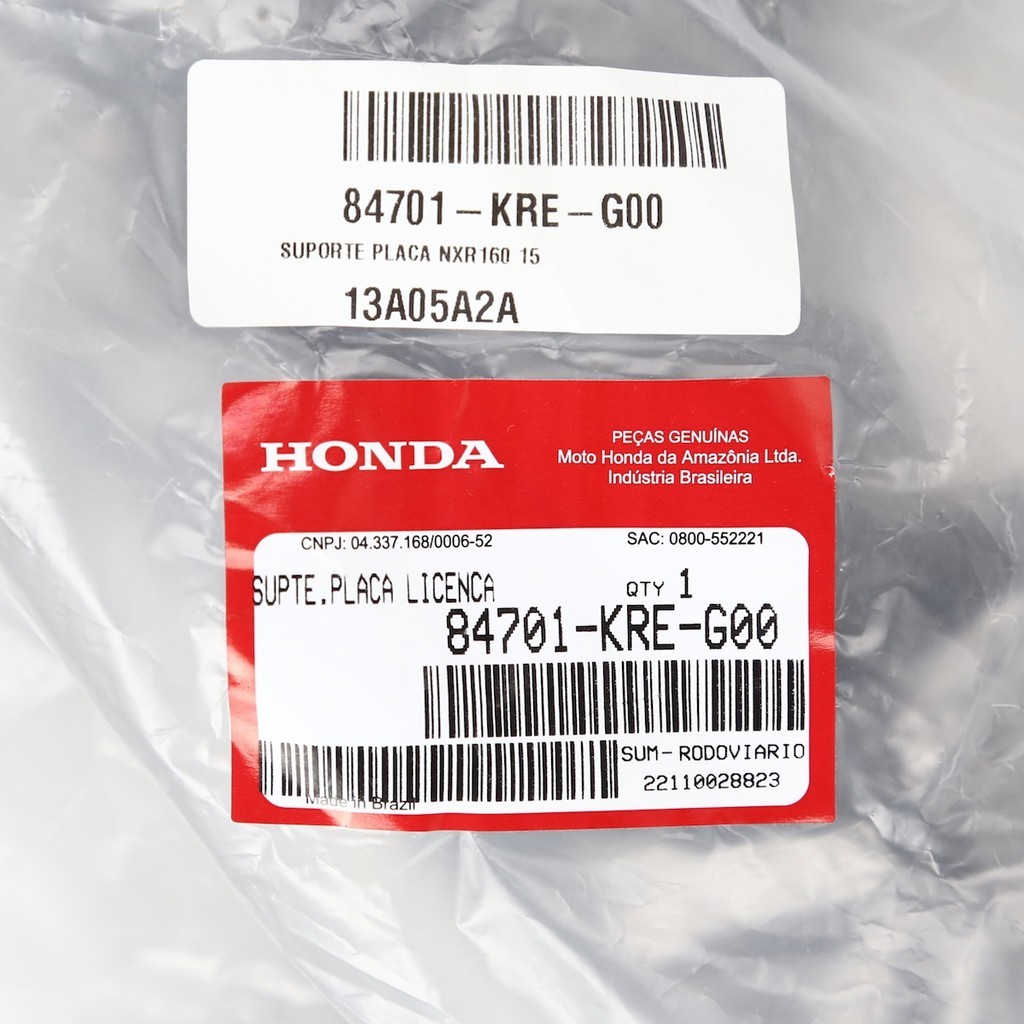 84701-KRE-G00
SUPORTE PLACA NXR160 15
13A05A2A
HONDA
PEÇAS GENUÍNAS
Moto Honda da Amazônia Ltda.
Indústria Brasileira
CNPJ: 04.337.168/0006-52 SAC: 0800-552221
SUPTE.PLACA LICENCA QTY 1
84701-KRE-G00
SUM-RODOVIARIO
22110028823
Made in Brazil